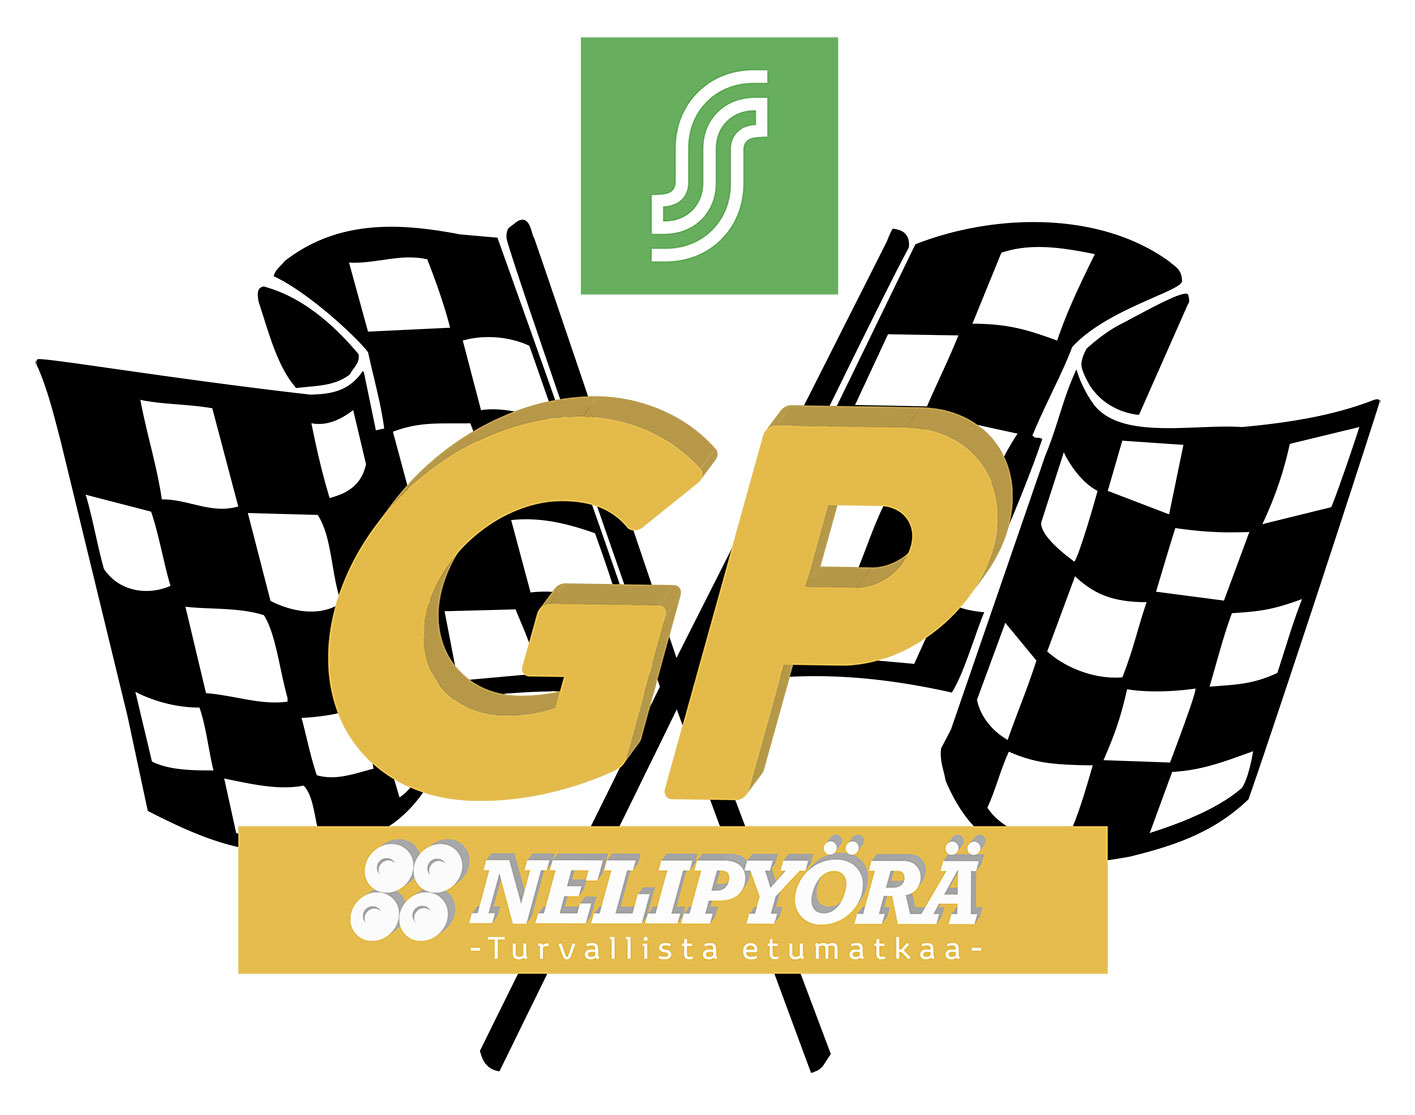 GP
NELIPYÖRÄ
-Turvallista etumatkaa-